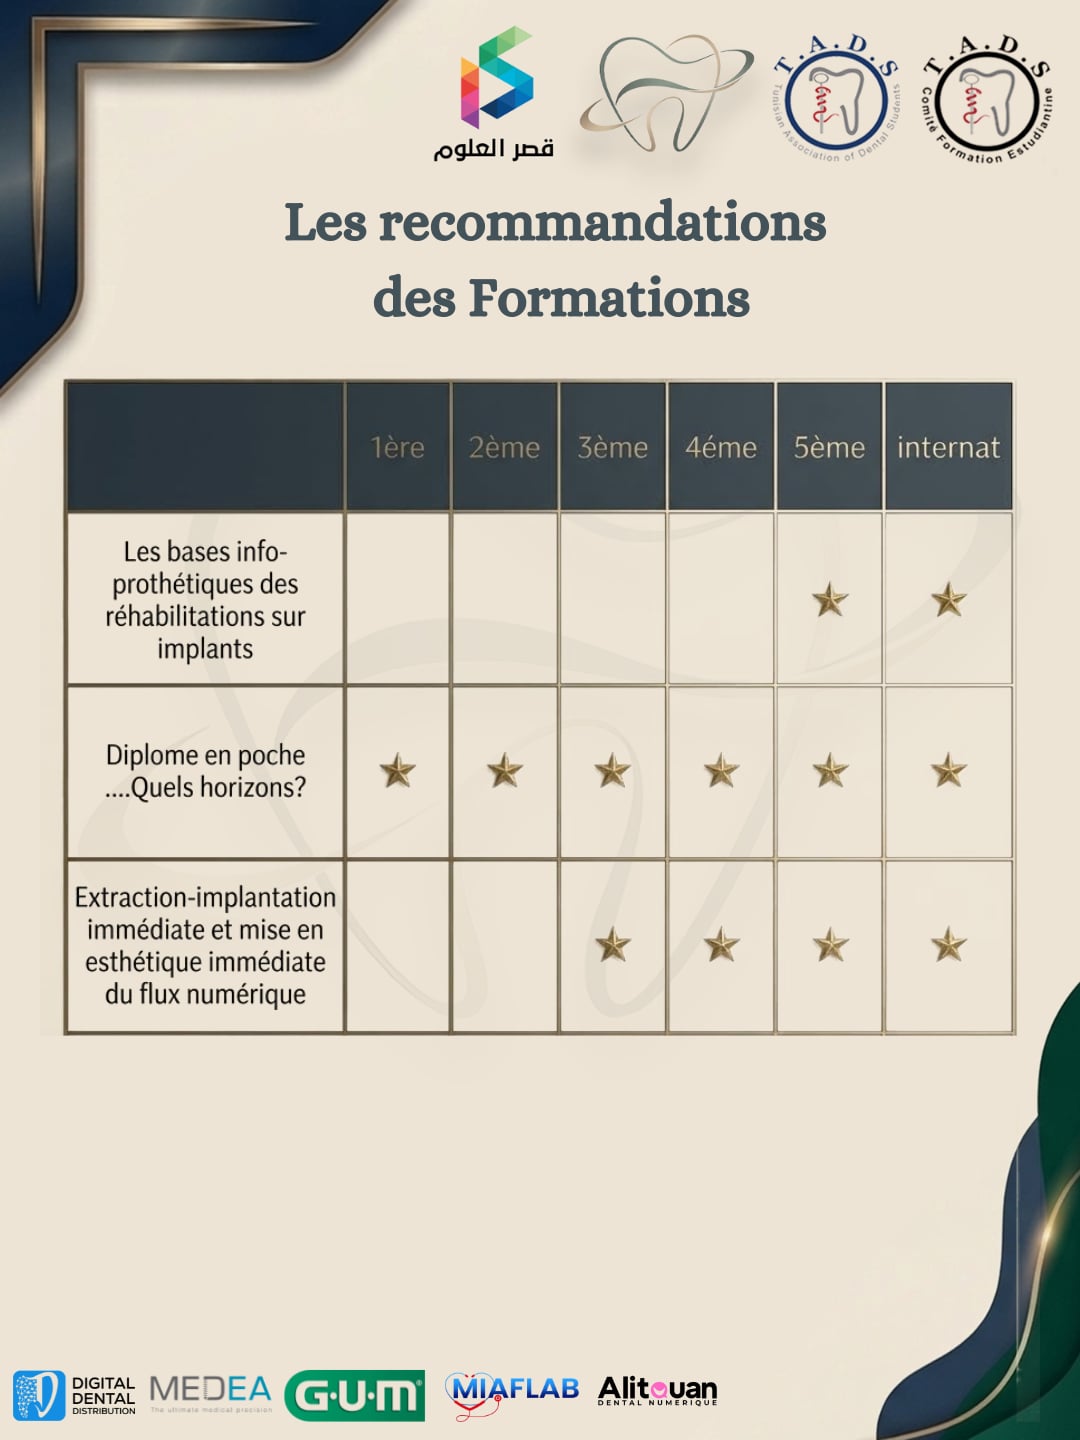 قصر العلوم
T.A.D.S
Tunisian Association of Dental Students
T.A.D.S
Comité Formation Estudiantine
Les recommandations
des Formations
1ère 2ème 3ème 4éme 5ème internat
Les bases info-
prothétiques des
réhabilitations sur
implants
Diplome en poche
....Quels horizons?
Extraction-implantation
immédiate et mise en
esthétique immédiate
du flux numérique
DIGITAL
DENTAL
DISTRIBUTION
MEDEA
The ultimate medical precision
G·U·M®
MIAFLAB
Alitouan
DENTAL NUMERIQUE